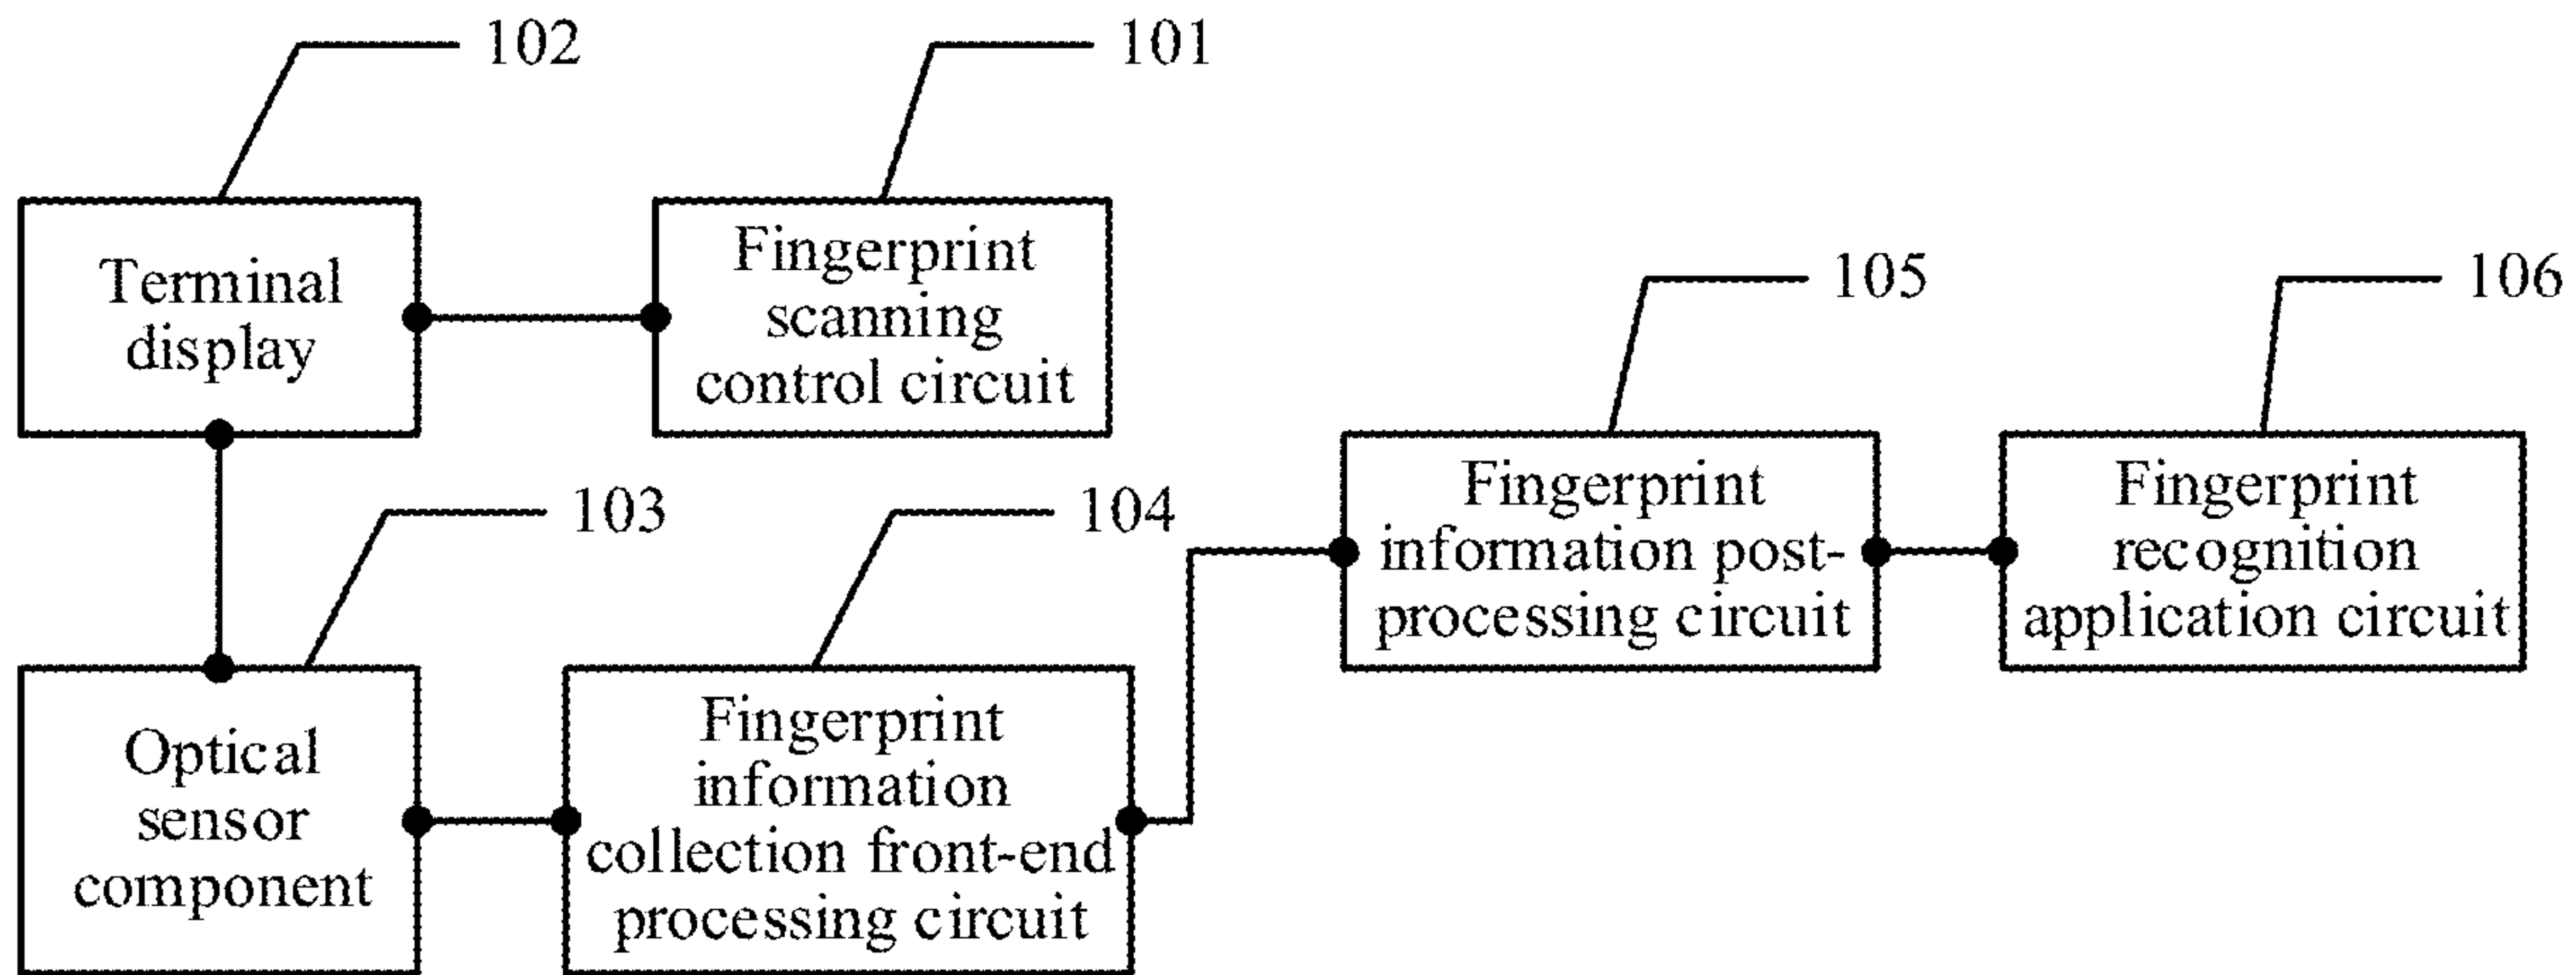 102
101
Terminal
display
Fingerprint
scanning
control circuit
105
106
103
104
Fingerprint
information post-
processing circuit
Fingerprint
recognition
application circuit
Optical
sensor
component
Fingerprint
information
collection front-end
processing circuit